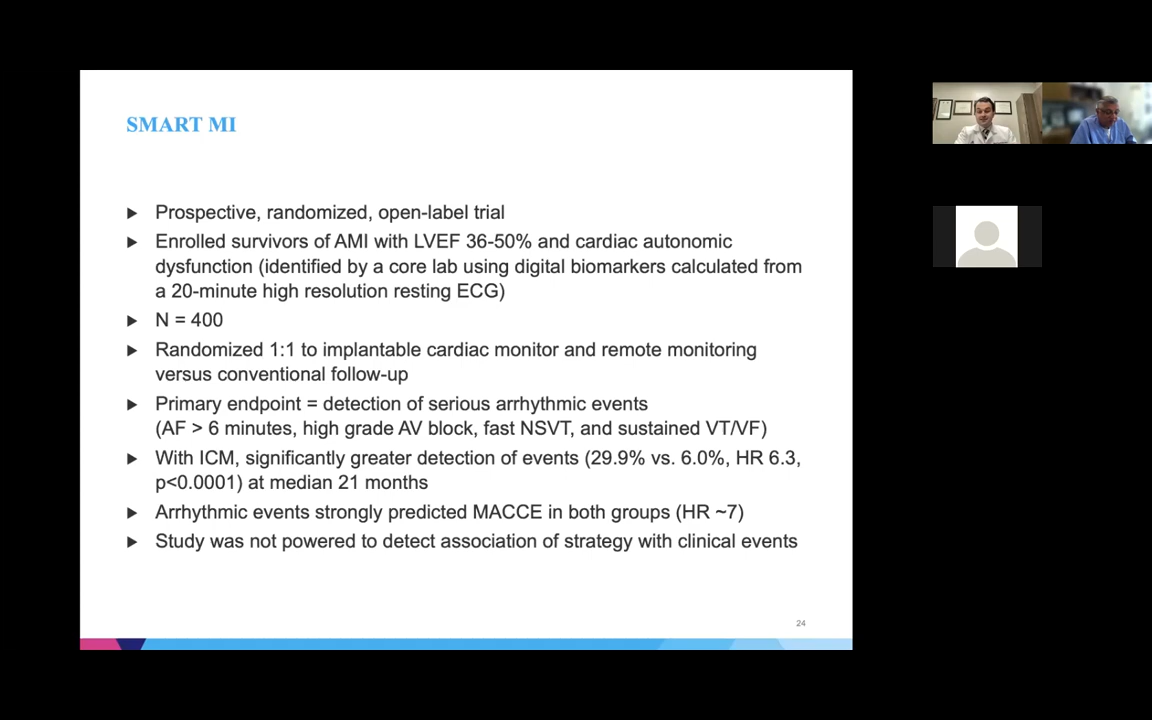 SMART MI
Prospective, randomized, open-label trial
Enrolled survivors of AMI with LVEF 36-50% and cardiac autonomic
dysfunction (identified by a core lab using digital biomarkers calculated from
a 20-minute high resolution resting ECG)
N = 400
Randomized 1:1 to implantable cardiac monitor and remote monitoring
versus conventional follow-up
Primary endpoint = detection of serious arrhythmic events
(AF > 6 minutes, high grade AV block, fast NSVT, and sustained VT/VF)
With ICM, significantly greater detection of events (29.9% vs. 6.0%, HR 6.3,
p<0.0001) at median 21 months
Arrhythmic events strongly predicted MACCE in both groups (HR ~7)
Study was not powered to detect association of strategy with clinical events
24